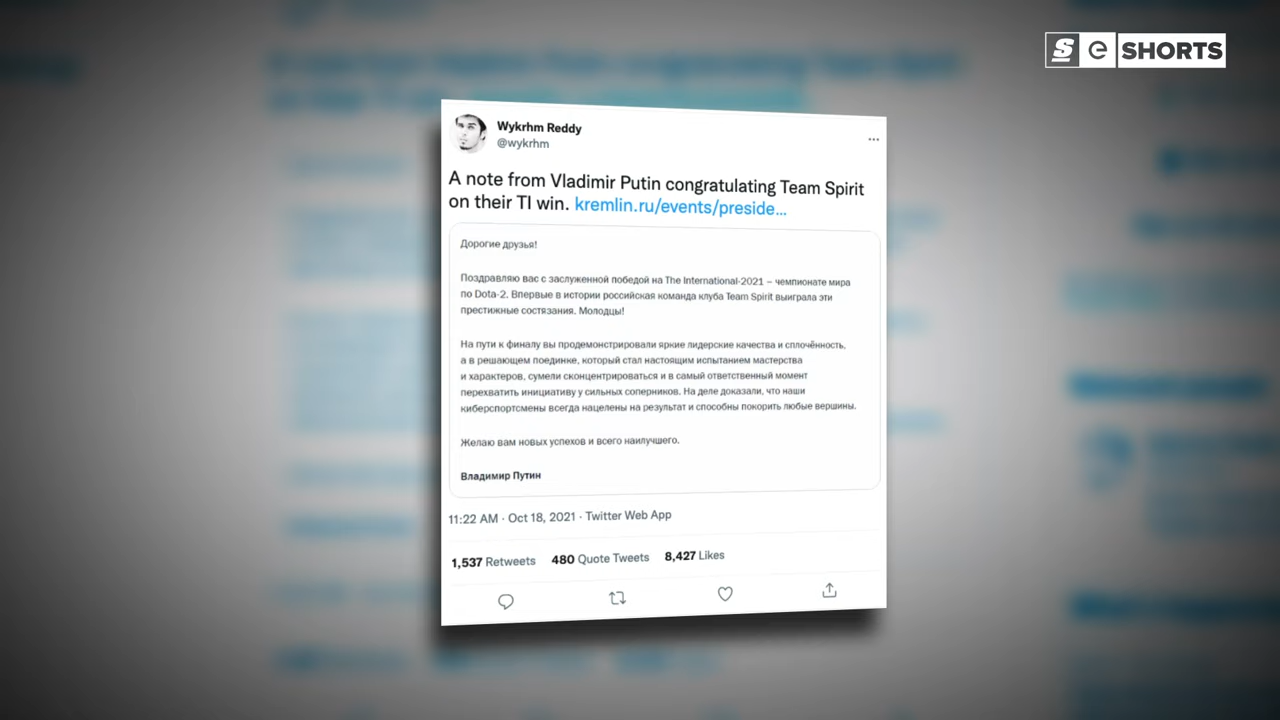 S e SHORTS
Wykrhm Reddy
@wykrhm
A note from Vladimir Putin congratulating Team Spirit
on their TI win. kremlin.ru/events/preside...
Дорогие друзья!
Поздравляю вас с заслуженной победой на The International-2021 – чемпионате мира
по Dota-2. Впервые в истории российская команда клуба Team Spirit выиграла эти
престижные состязания. Молодцы!
На пути к финалу вы продемонстрировали яркие лидерские качества и сплочённость,
а в решающем поединке, который стал настоящим испытанием мастерства
и характеров, сумели сконцентрироваться и в самый ответственный момент
перехватить инициативу у сильных соперников. На деле доказали, что наши
киберспортсмены всегда нацелены на результат и способны покорить любые вершины.
Желаю вам новых успехов и всего наилучшего.
Владимир Путин
11:22 AM · Oct 18, 2021 · Twitter Web App
1,537 Retweets 480 Quote Tweets 8,427 Likes